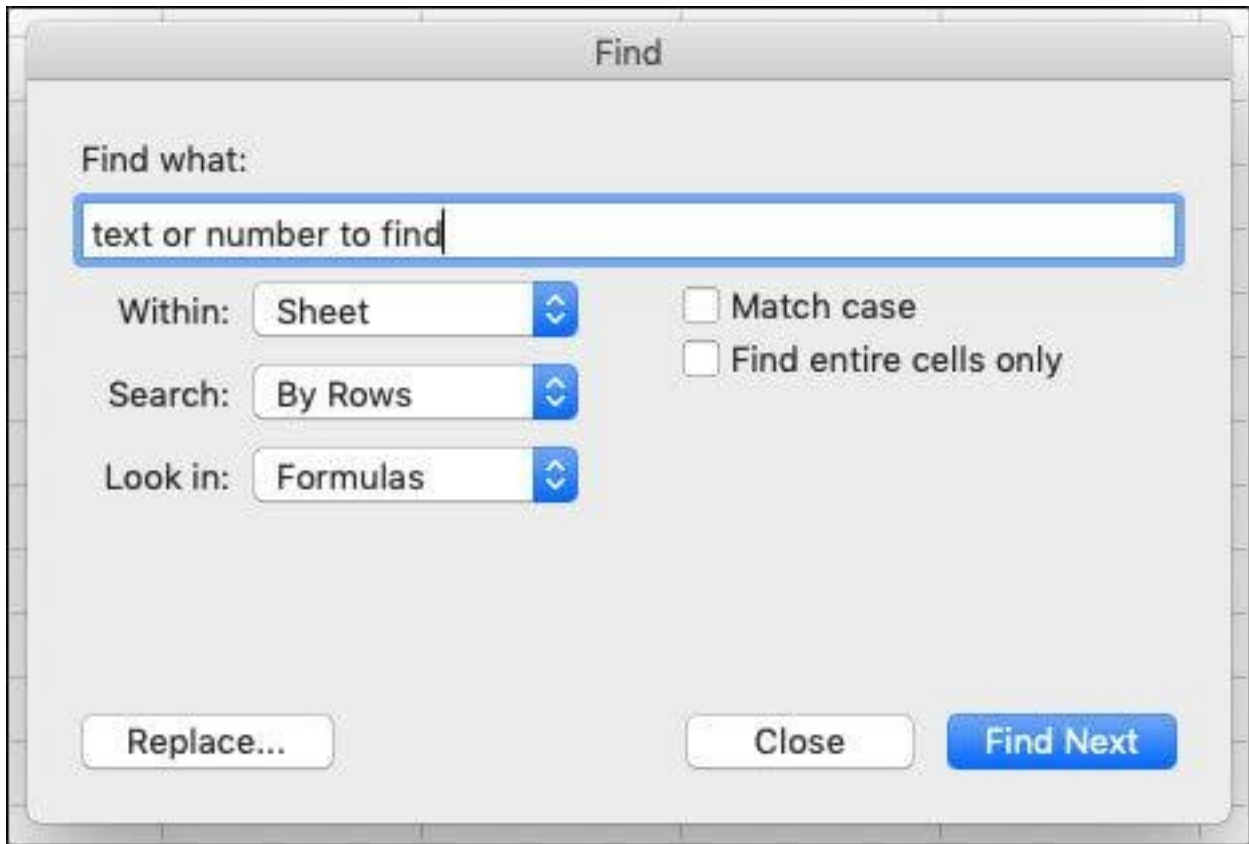 Find
Find what:
text or number to find
Within: Sheet
Match case
Find entire cells only
Search: By Rows
Look in: Formulas
Replace...
Close
Find Next